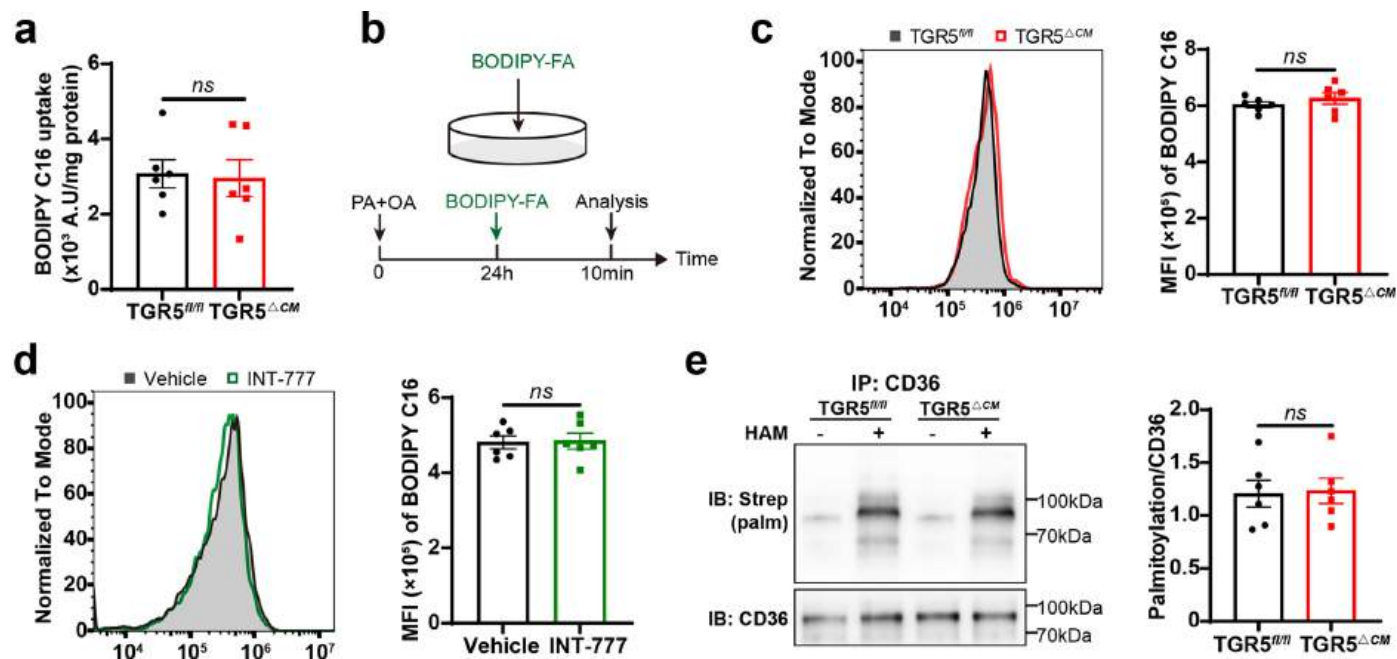 a
BODIPY C16 uptake
(x10³ A.U/mg protein)
6
4
2
0
ns
TGR5fl/fl TGR5△CM
b
BODIPY-FA
PA+OA BODIPY-FA Analysis
Time
0 24h 10min
c
TGR5fl/fl TGR5△CM
Normalized To Mode
100
80
60
40
20
0
10⁴ 10⁵ 10⁶ 10⁷
MFI (×10⁵) of BODIPY C16
8
6
4
2
0
ns
TGR5fl/fl TGR5△CM
d
Vehicle INT-777
Normalized To Mode
100
80
60
40
20
0
10⁴ 10⁵ 10⁶ 10⁷
MFI (×10⁵) of BODIPY C16
6
4
2
0
ns
Vehicle INT-777
e
IP: CD36
TGR5fl/fl TGR5△CM
HAM - + - +
IB: Strep
(palm)
100kDa
70kDa
IB: CD36
100kDa
70kDa
Palmitoylation/CD36
2.0
1.5
1.0
0.5
0.0
ns
TGR5fl/fl TGR5△CM